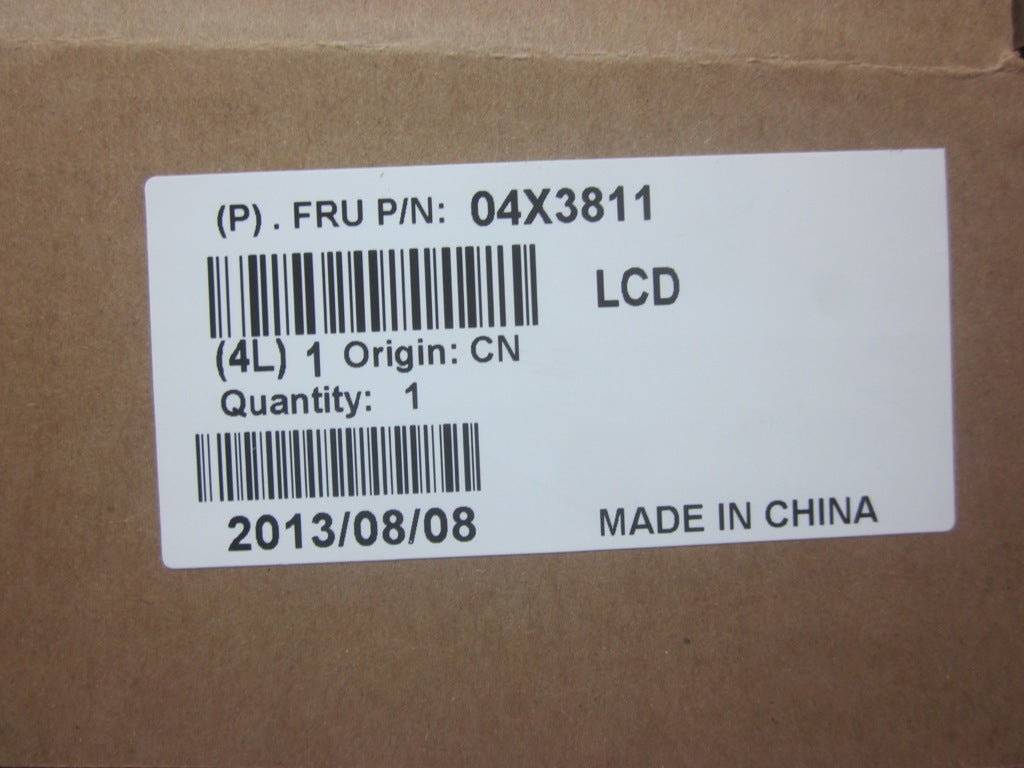 (P) . FRU P/N: 04X3811
LCD
(4L) 1 Origin: CN
Quantity: 1
2013/08/08
MADE IN CHINA